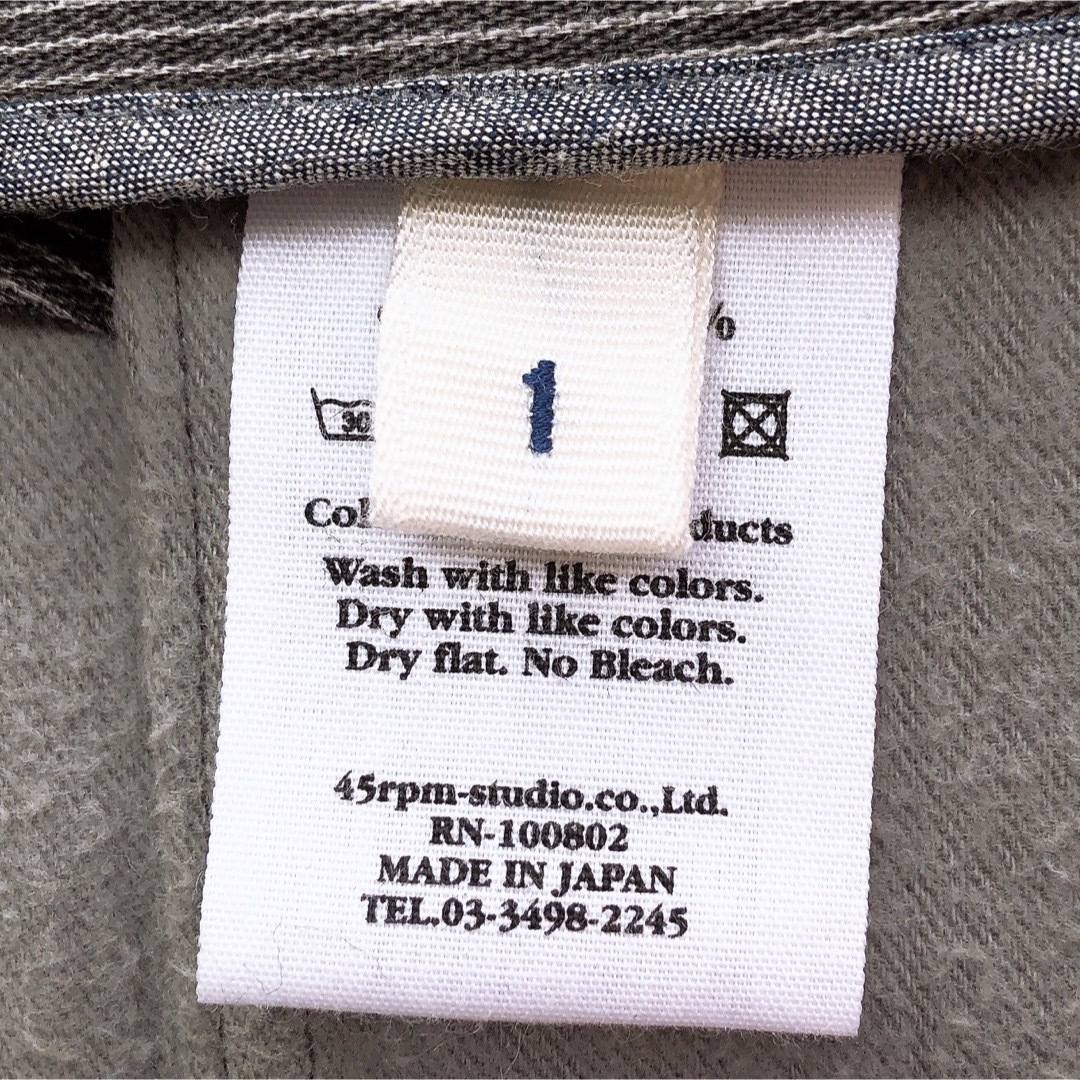 %
1
30
Wash with like colors.
Dry with like colors.
Dry flat. No Bleach.
45rpm-studio.co.,Ltd.
RN-100802
MADE IN JAPAN
TEL.03-3498-2245